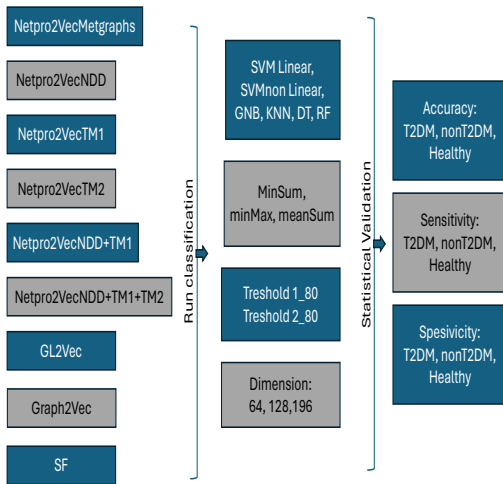 Netpro2VecMetgraphs
Netpro2VecNDD
Netpro2VecTM1
Netpro2VecTM2
Netpro2VecNDD+TM1
Netpro2VecNDD+TM1+TM2
GL2Vec
Graph2Vec
SF
Run classification
SVM Linear,
SVMnon Linear,
GNB, KNN, DT, RF
MinSum,
minMax, meanSum
Treshold 1_80
Treshold 2_80
Dimension:
64, 128,196
Statistical Validation
Accuracy:
T2DM, nonT2DM,
Healthy
Sensitivity:
T2DM, nonT2DM,
Healthy
Spesivicity:
T2DM, nonT2DM,
Healthy